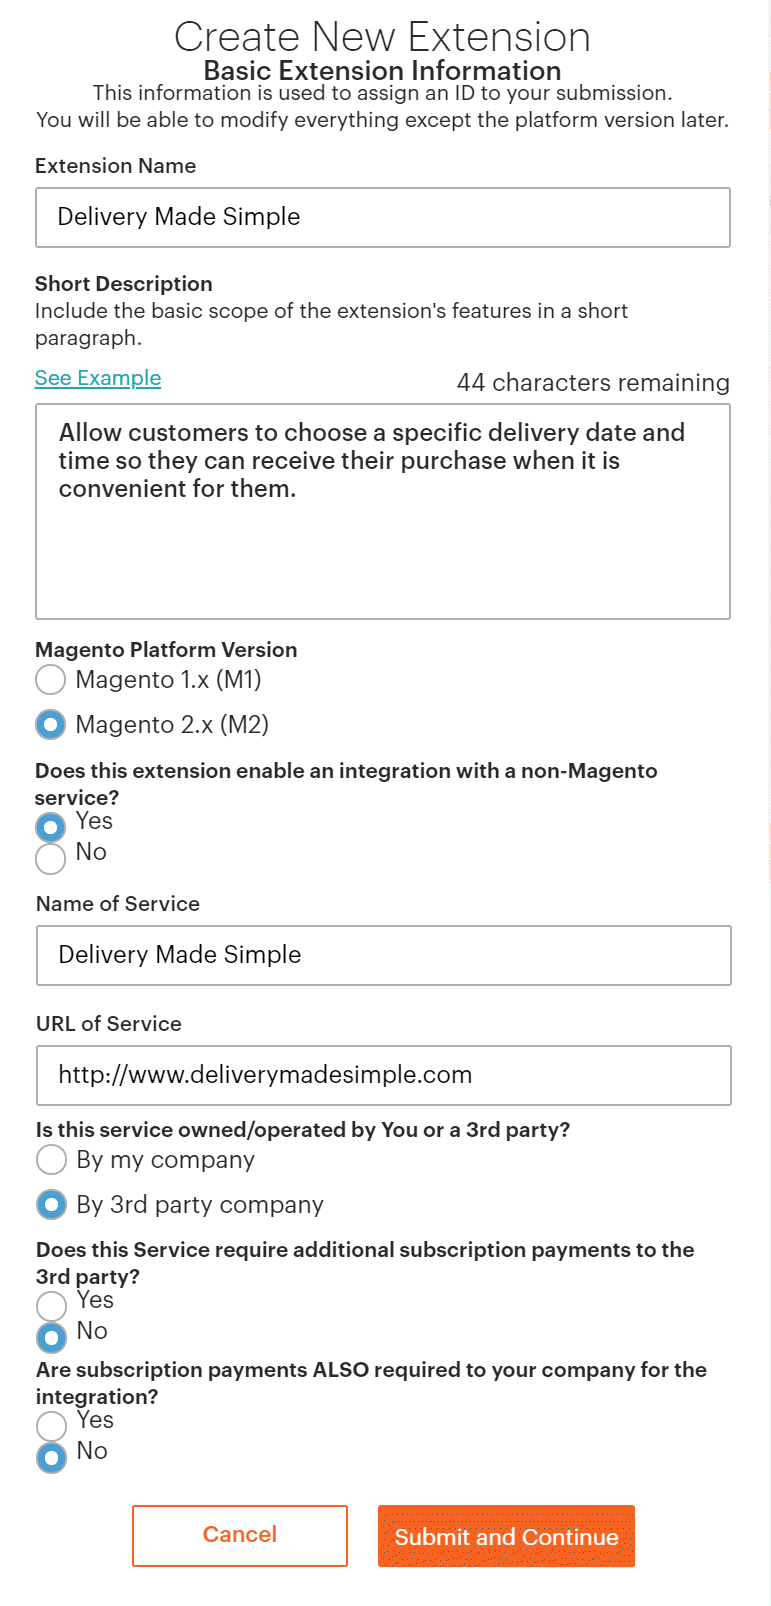 Create New Extension
Basic Extension Information
This information is used to assign an ID to your submission.
You will be able to modify everything except the platform version later.
Extension Name
Delivery Made Simple
Short Description
Include the basic scope of the extension's features in a short
paragraph.
See Example
44 characters remaining
Allow customers to choose a specific delivery date and
time so they can receive their purchase when it is
convenient for them.
Magento Platform Version
Magento 1.x (M1)
Magento 2.x (M2)
Does this extension enable an integration with a non-Magento
service?
Yes
No
Name of Service
Delivery Made Simple
URL of Service
http://www.deliverymadesimple.com
Is this service owned/operated by You or a 3rd party?
By my company
By 3rd party company
Does this Service require additional subscription payments to the
3rd party?
Yes
No
Are subscription payments ALSO required to your company for the
integration?
Yes
No
Cancel
Submit and Continue